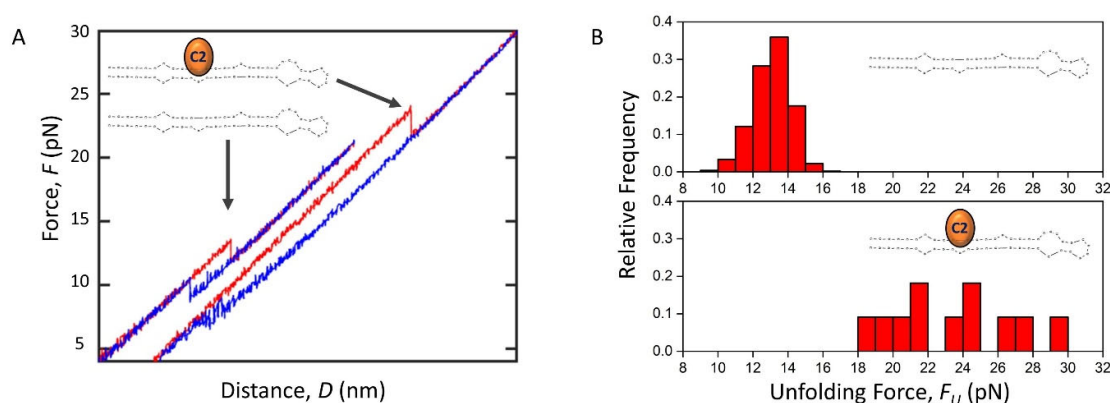 A
30
25
20
15
10
5
Force, F (pN)
Distance, D (nm)
C2
B
0.4
0.3
0.2
0.1
0.0
8 10 12 14 16 18 20 22 24 26 28 30 32
Relative Frequency
0.4
0.3
0.2
0.1
0.0
C2
8 10 12 14 16 18 20 22 24 26 28 30 32
Unfolding Force, FU (pN)